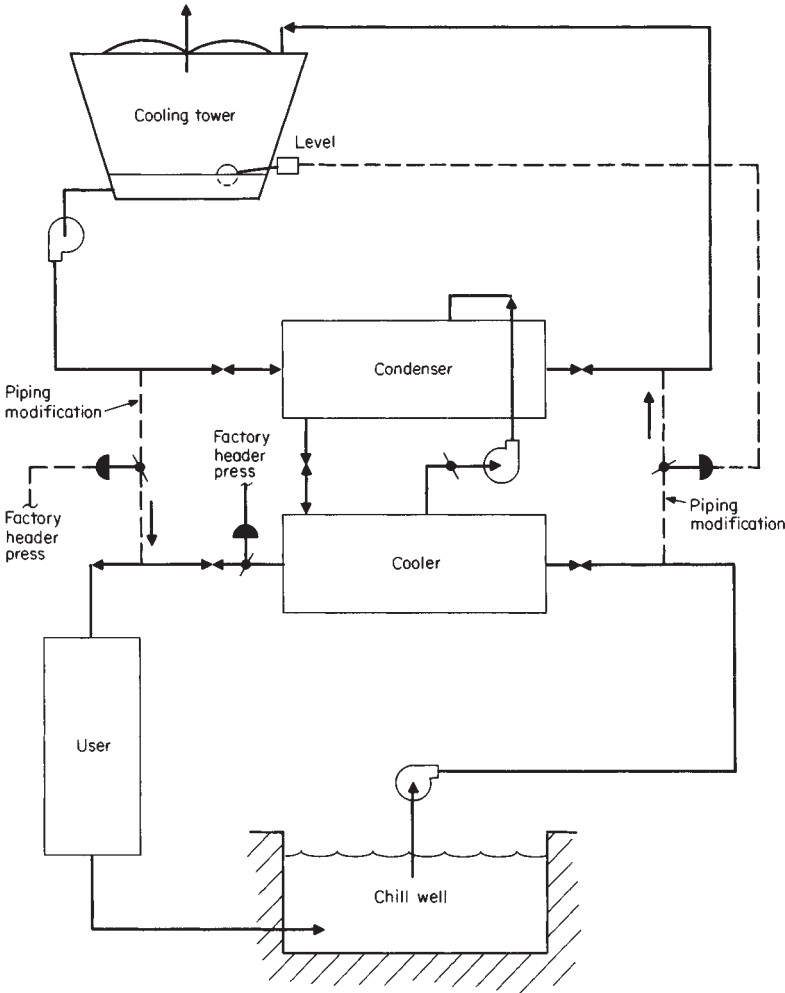 Cooling tower
Level
Condenser
Piping
modification
Factory
header
press
Factory
header
press
Piping
modification
Cooler
User
Chill well